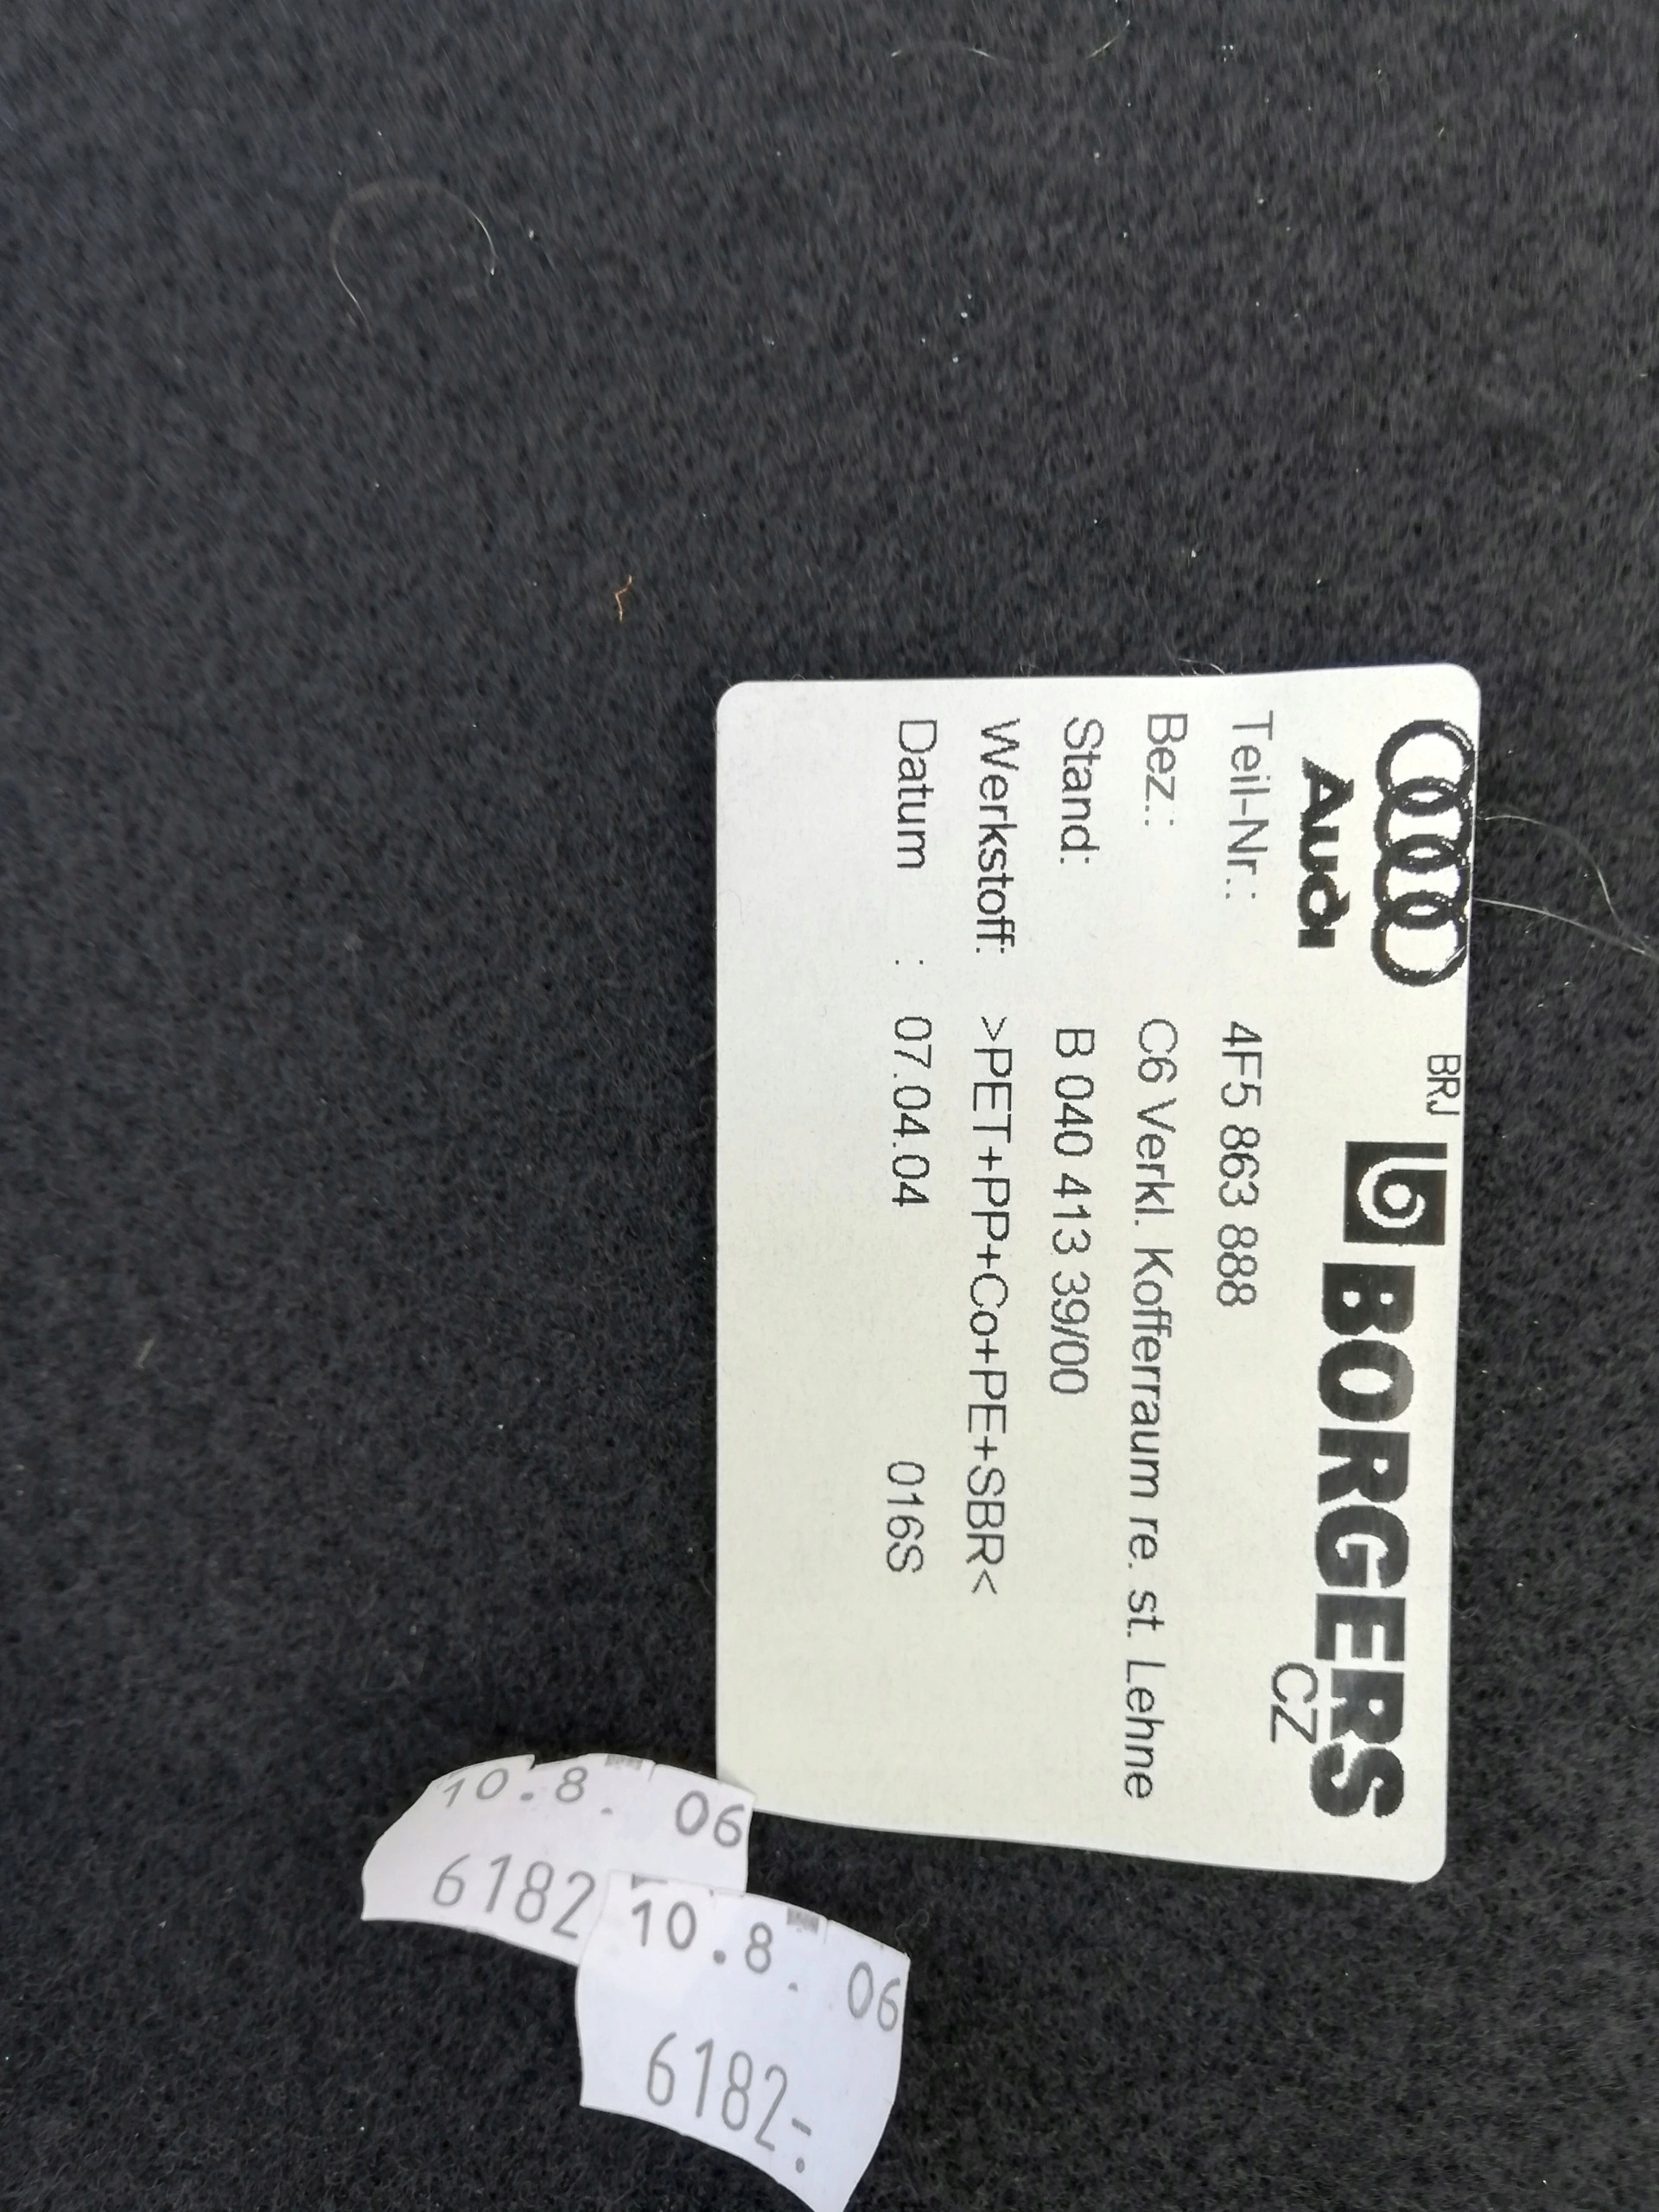 BRJ
BORGERS
Audi
CZ
Teil-Nr.: 4F5 863 888
Bez.: C6 Verkl. Kofferraum re. st. Lehne
Stand: B 040 413 39/00
Werkstoff: >PET+PP+Co+PE+SBR<
Datum : 07.04.04 016S
10.8. 06
6182
10.8. 06
6182-.